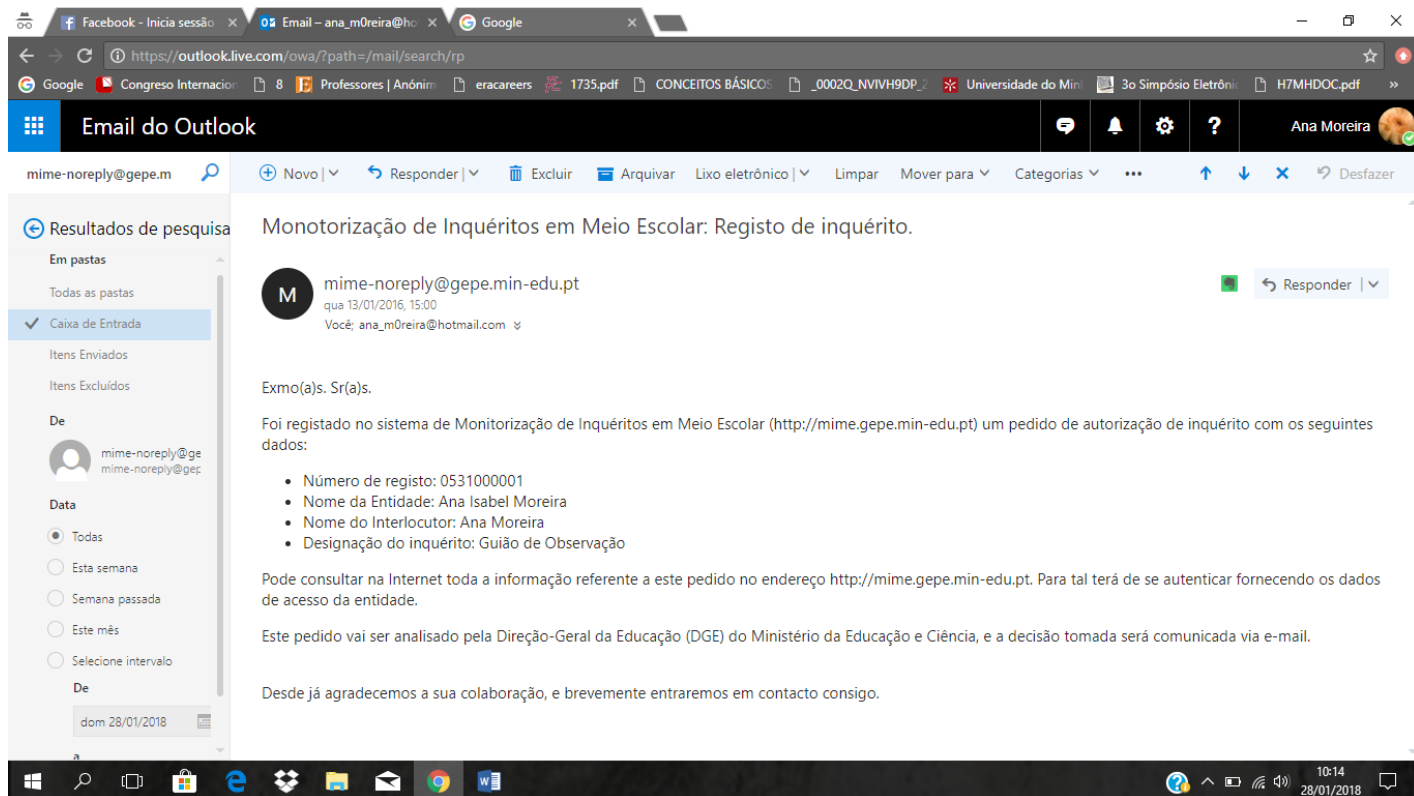 Facebook - Inicia sessão
Email – ana_m0reira@ho
Google
https://outlook.live.com/owa/?path=/mail/search/rp
Google Congreso Internacion 8 Professores | Anónim eracareers 1735.pdf CONCEITOS BÁSICOS _0002Q_NVIVH9DP_2 Universidade do Min 3o Simpósio Eletrôni H7MHDOC.pdf »
Email do Outlook
Ana Moreira
mime-noreply@gepe.m
Novo | Responder | Excluir Arquivar Lixo eletrônico | Limpar Mover para Categorias ••• Desfazer
Resultados de pesquisa
Em pastas
Todas as pastas
Caixa de Entrada
Itens Enviados
Itens Excluídos
De
mime-noreply@ge
mime-noreply@gep
Data
Todas
Esta semana
Semana passada
Este mês
Selecione intervalo
De
dom 28/01/2018
a
Monotorização de Inquéritos em Meio Escolar: Registo de inquérito.
M
mime-noreply@gepe.min-edu.pt
qua 13/01/2016, 15:00
Você; ana_m0reira@hotmail.com
Responder |
Exmo(a)s. Sr(a)s.
Foi registado no sistema de Monitorização de Inquéritos em Meio Escolar (http://mime.gepe.min-edu.pt) um pedido de autorização de inquérito com os seguintes
dados:
• Número de registo: 0531000001
• Nome da Entidade: Ana Isabel Moreira
• Nome do Interlocutor: Ana Moreira
• Designação do inquérito: Guião de Observação
Pode consultar na Internet toda a informação referente a este pedido no endereço http://mime.gepe.min-edu.pt. Para tal terá de se autenticar fornecendo os dados
de acesso da entidade.
Este pedido vai ser analisado pela Direção-Geral da Educação (DGE) do Ministério da Educação e Ciência, e a decisão tomada será comunicada via e-mail.
Desde já agradecemos a sua colaboração, e brevemente entraremos em contacto consigo.
10:14
28/01/2018